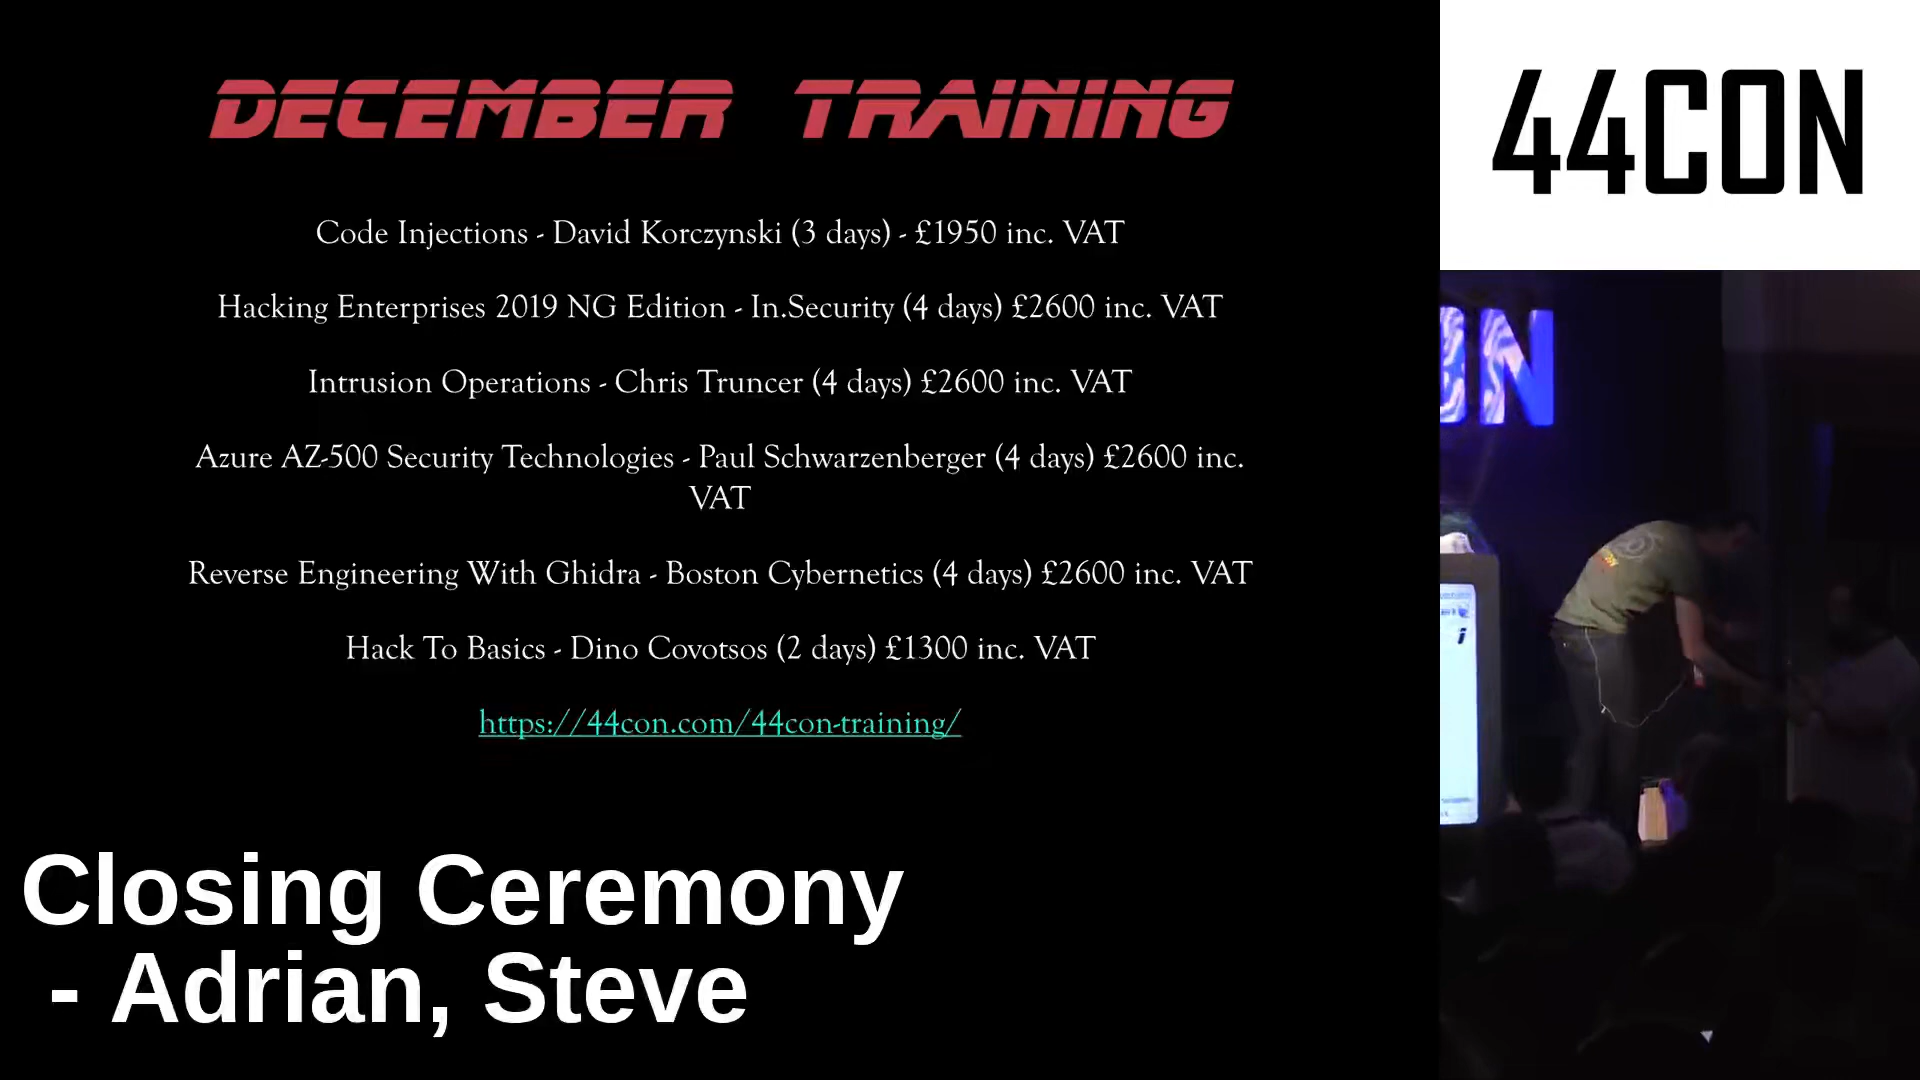 DECEMBER TRAINING
Code Injections - David Korczynski (3 days) - £1950 inc. VAT
Hacking Enterprises 2019 NG Edition - In.Security (4 days) £2600 inc. VAT
Intrusion Operations - Chris Truncer (4 days) £2600 inc. VAT
Azure AZ-500 Security Technologies - Paul Schwarzenberger (4 days) £2600 inc.
VAT
Reverse Engineering With Ghidra - Boston Cybernetics (4 days) £2600 inc. VAT
Hack To Basics - Dino Covotsos (2 days) £1300 inc. VAT
https://44con.com/44con-training/
Closing Ceremony
- Adrian, Steve
44CON
ON